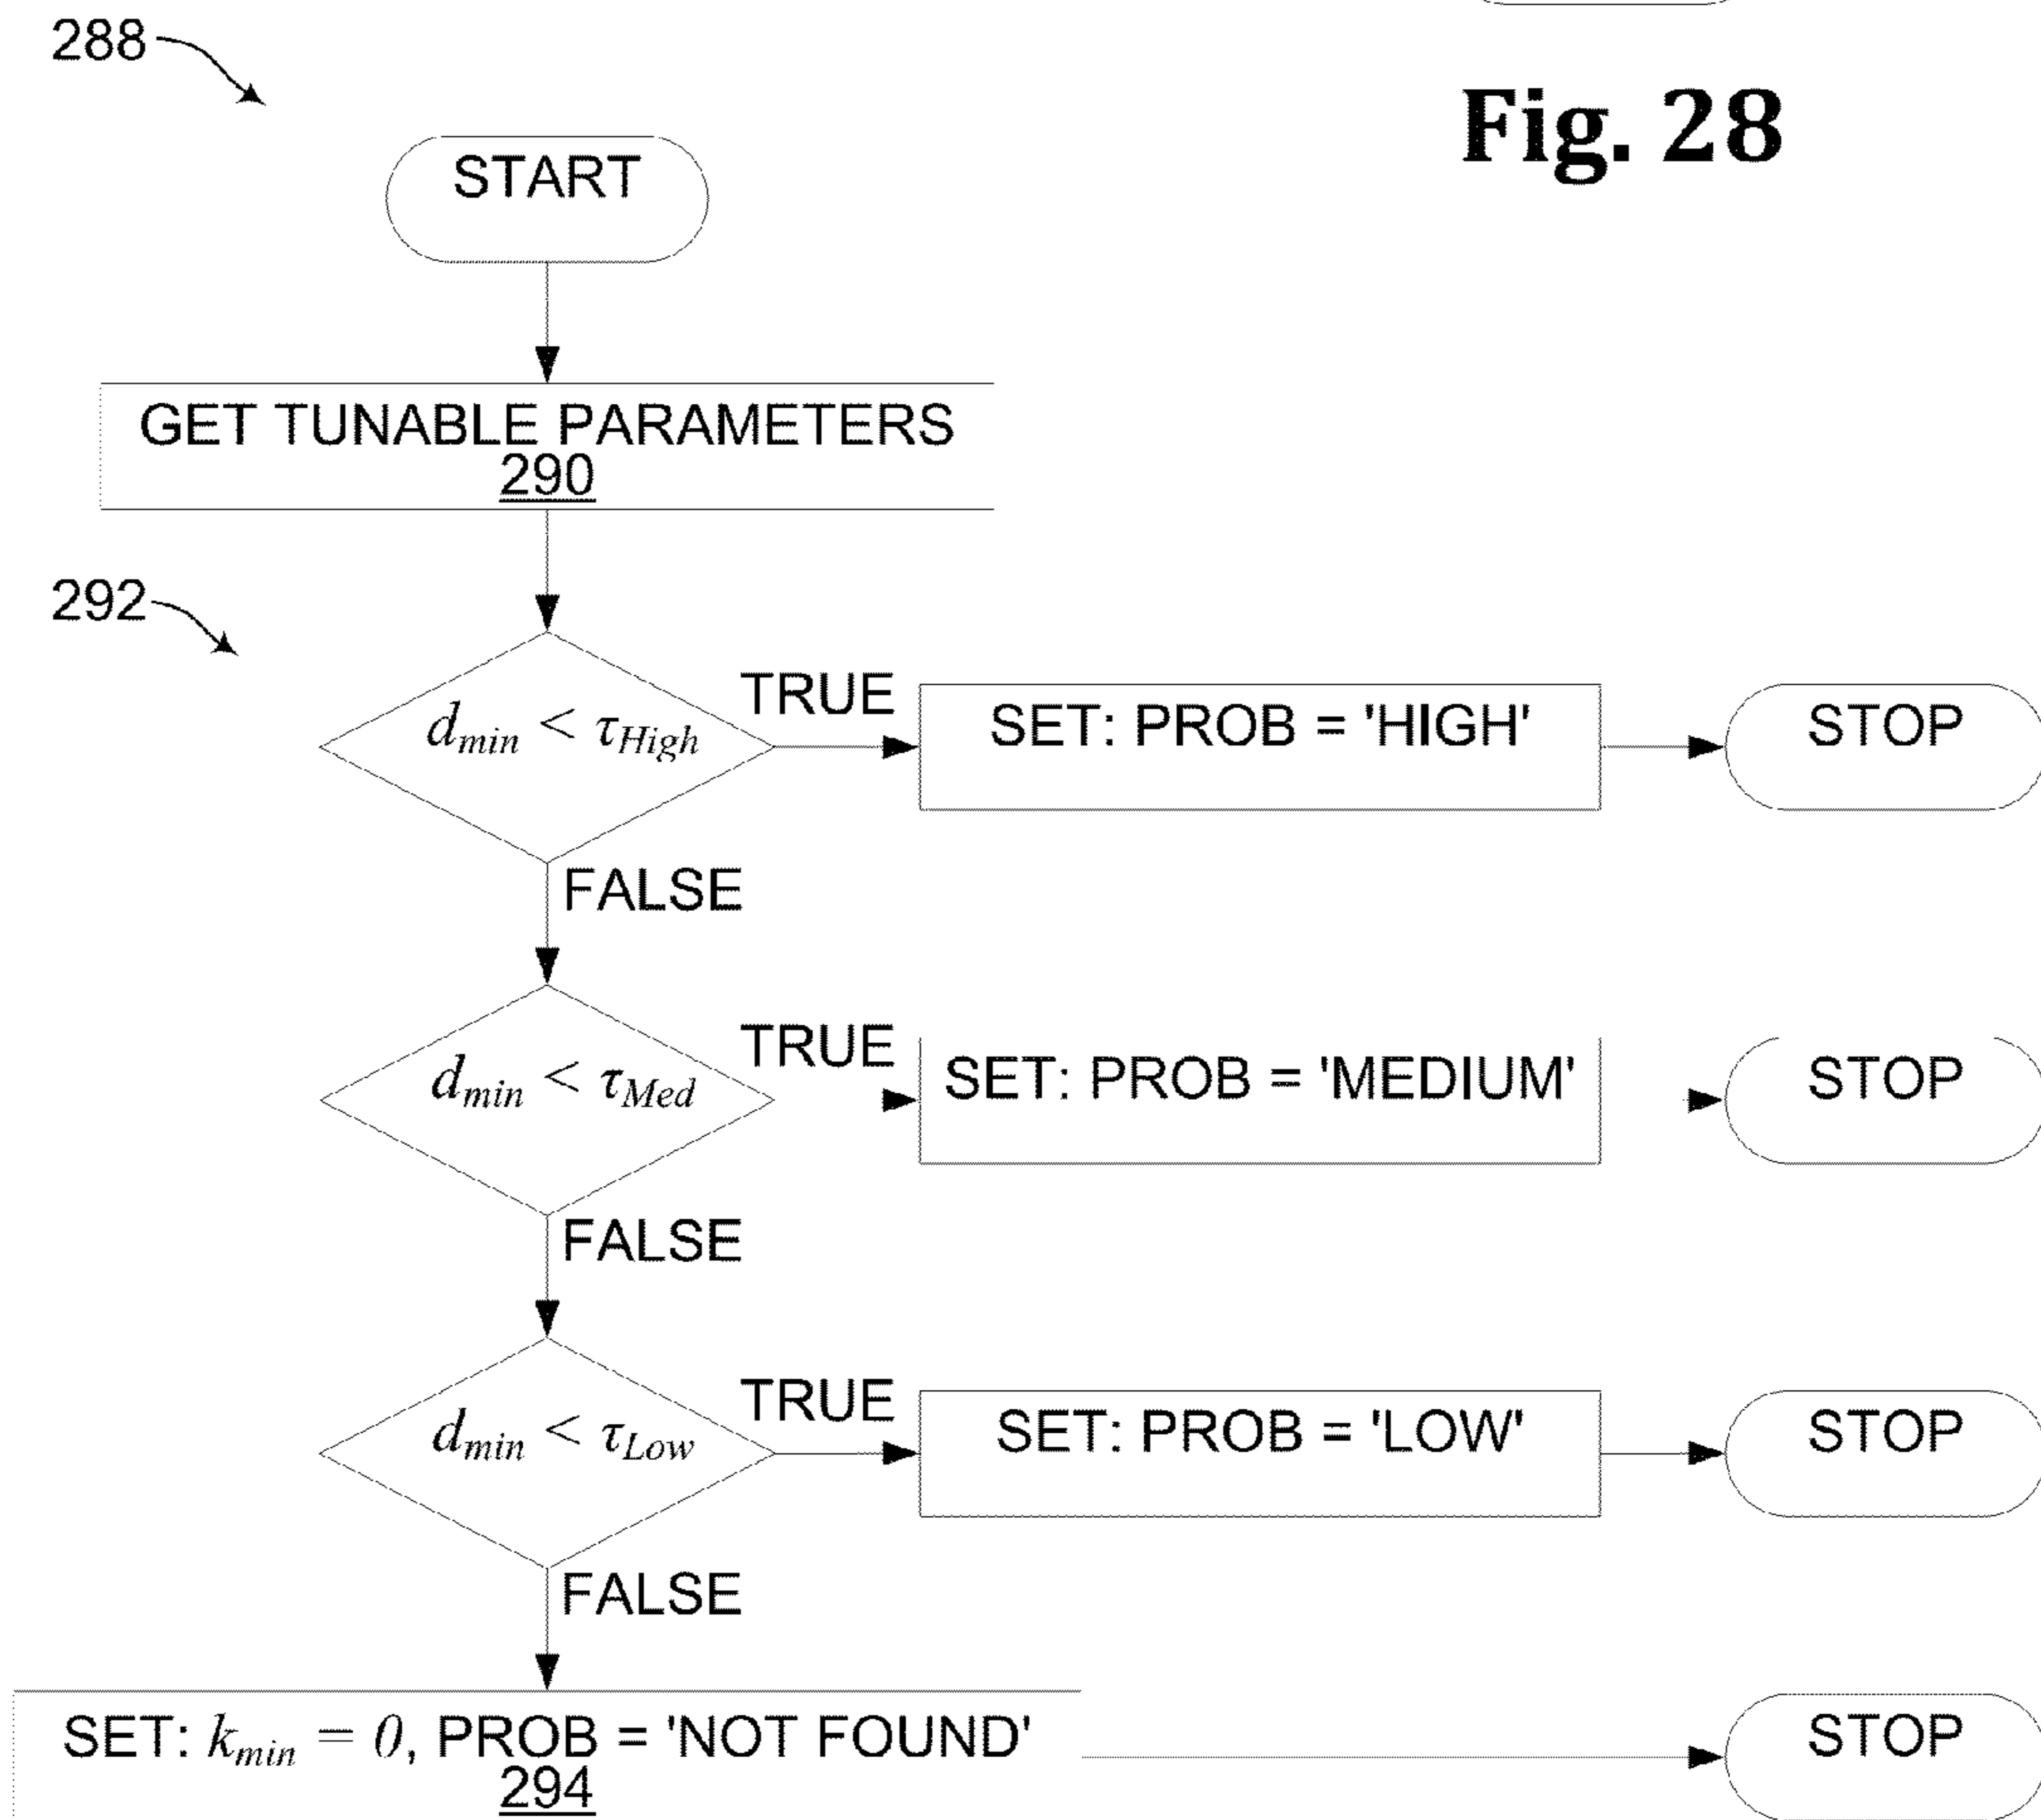 288
Fig. 28
START
GET TUNABLE PARAMETERS
290
292
d_min < τ_High
TRUE
SET: PROB = 'HIGH'
STOP
FALSE
d_min < τ_Med
TRUE
SET: PROB = 'MEDIUM'
STOP
FALSE
d_min < τ_Low
TRUE
SET: PROB = 'LOW'
STOP
FALSE
SET: k_min = 0, PROB = 'NOT FOUND'
294
STOP